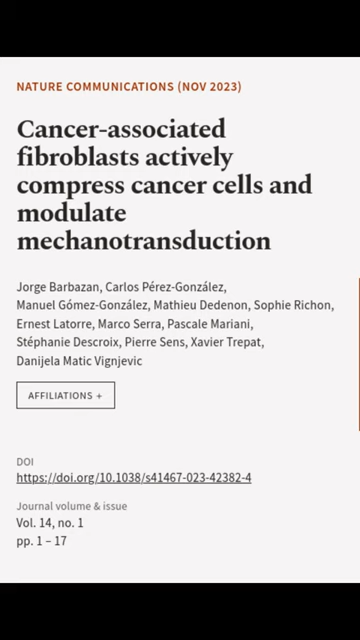 NATURE COMMUNICATIONS (NOV 2023)
Cancer-associated
fibroblasts actively
compress cancer cells and
modulate
mechanotransduction
Jorge Barbazan, Carlos Pérez-González,
Manuel Gómez-González, Mathieu Dedenon, Sophie Richon,
Ernest Latorre, Marco Serra, Pascale Mariani,
Stéphanie Descroix, Pierre Sens, Xavier Trepat,
Danijela Matic Vignjevic
AFFILIATIONS +
DOI
https://doi.org/10.1038/s41467-023-42382-4
Journal volume & issue
Vol. 14, no. 1
pp. 1 – 17